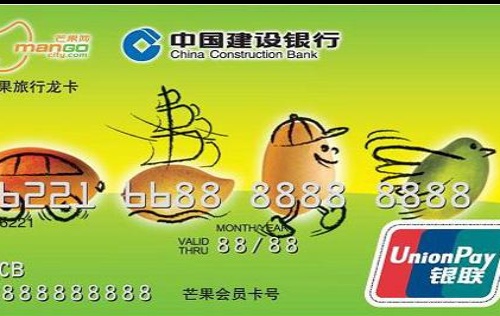 芒果网
mango
city.com
中国建设银行
China Construction Bank
果旅行龙卡
6221 6688 8888 8888
6221
MONTH/YEAR
VALID
THRU
88/88
CB
888888888
芒果会员卡号
UnionPay
银联